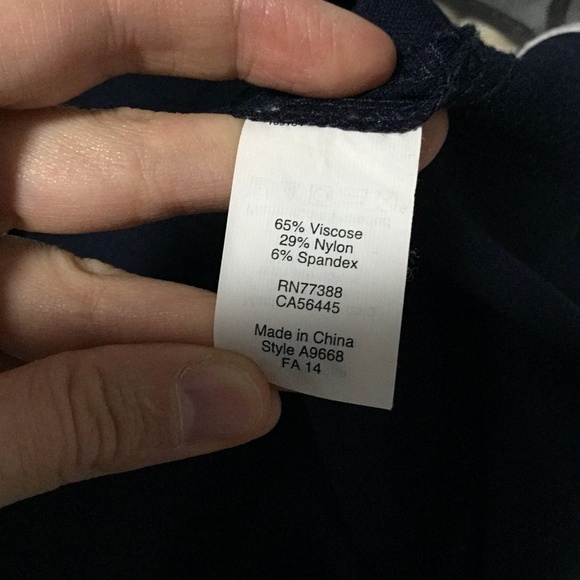 65% Viscose
29% Nylon
6% Spandex
RN77388
CA56445
Made in China
Style A9668
FA 14